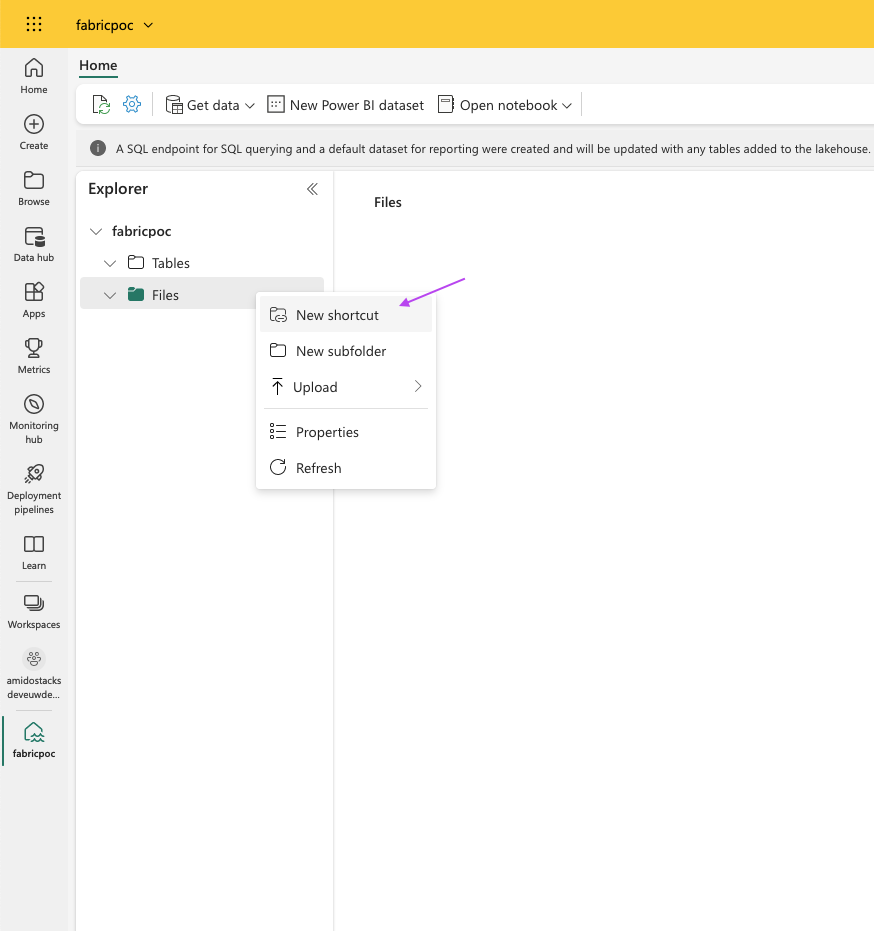 fabricpoc
Home
Home
Get data
New Power BI dataset
Open notebook
Create
A SQL endpoint for SQL querying and a default dataset for reporting were created and will be updated with any tables added to the lakehouse.
Browse
Data hub
Apps
Metrics
Monitoring
hub
Deployment
pipelines
Learn
Workspaces
amidostacks
deveuwde...
fabricpoc
Explorer
fabricpoc
Tables
Files
New shortcut
New subfolder
Upload
Properties
Refresh
Files